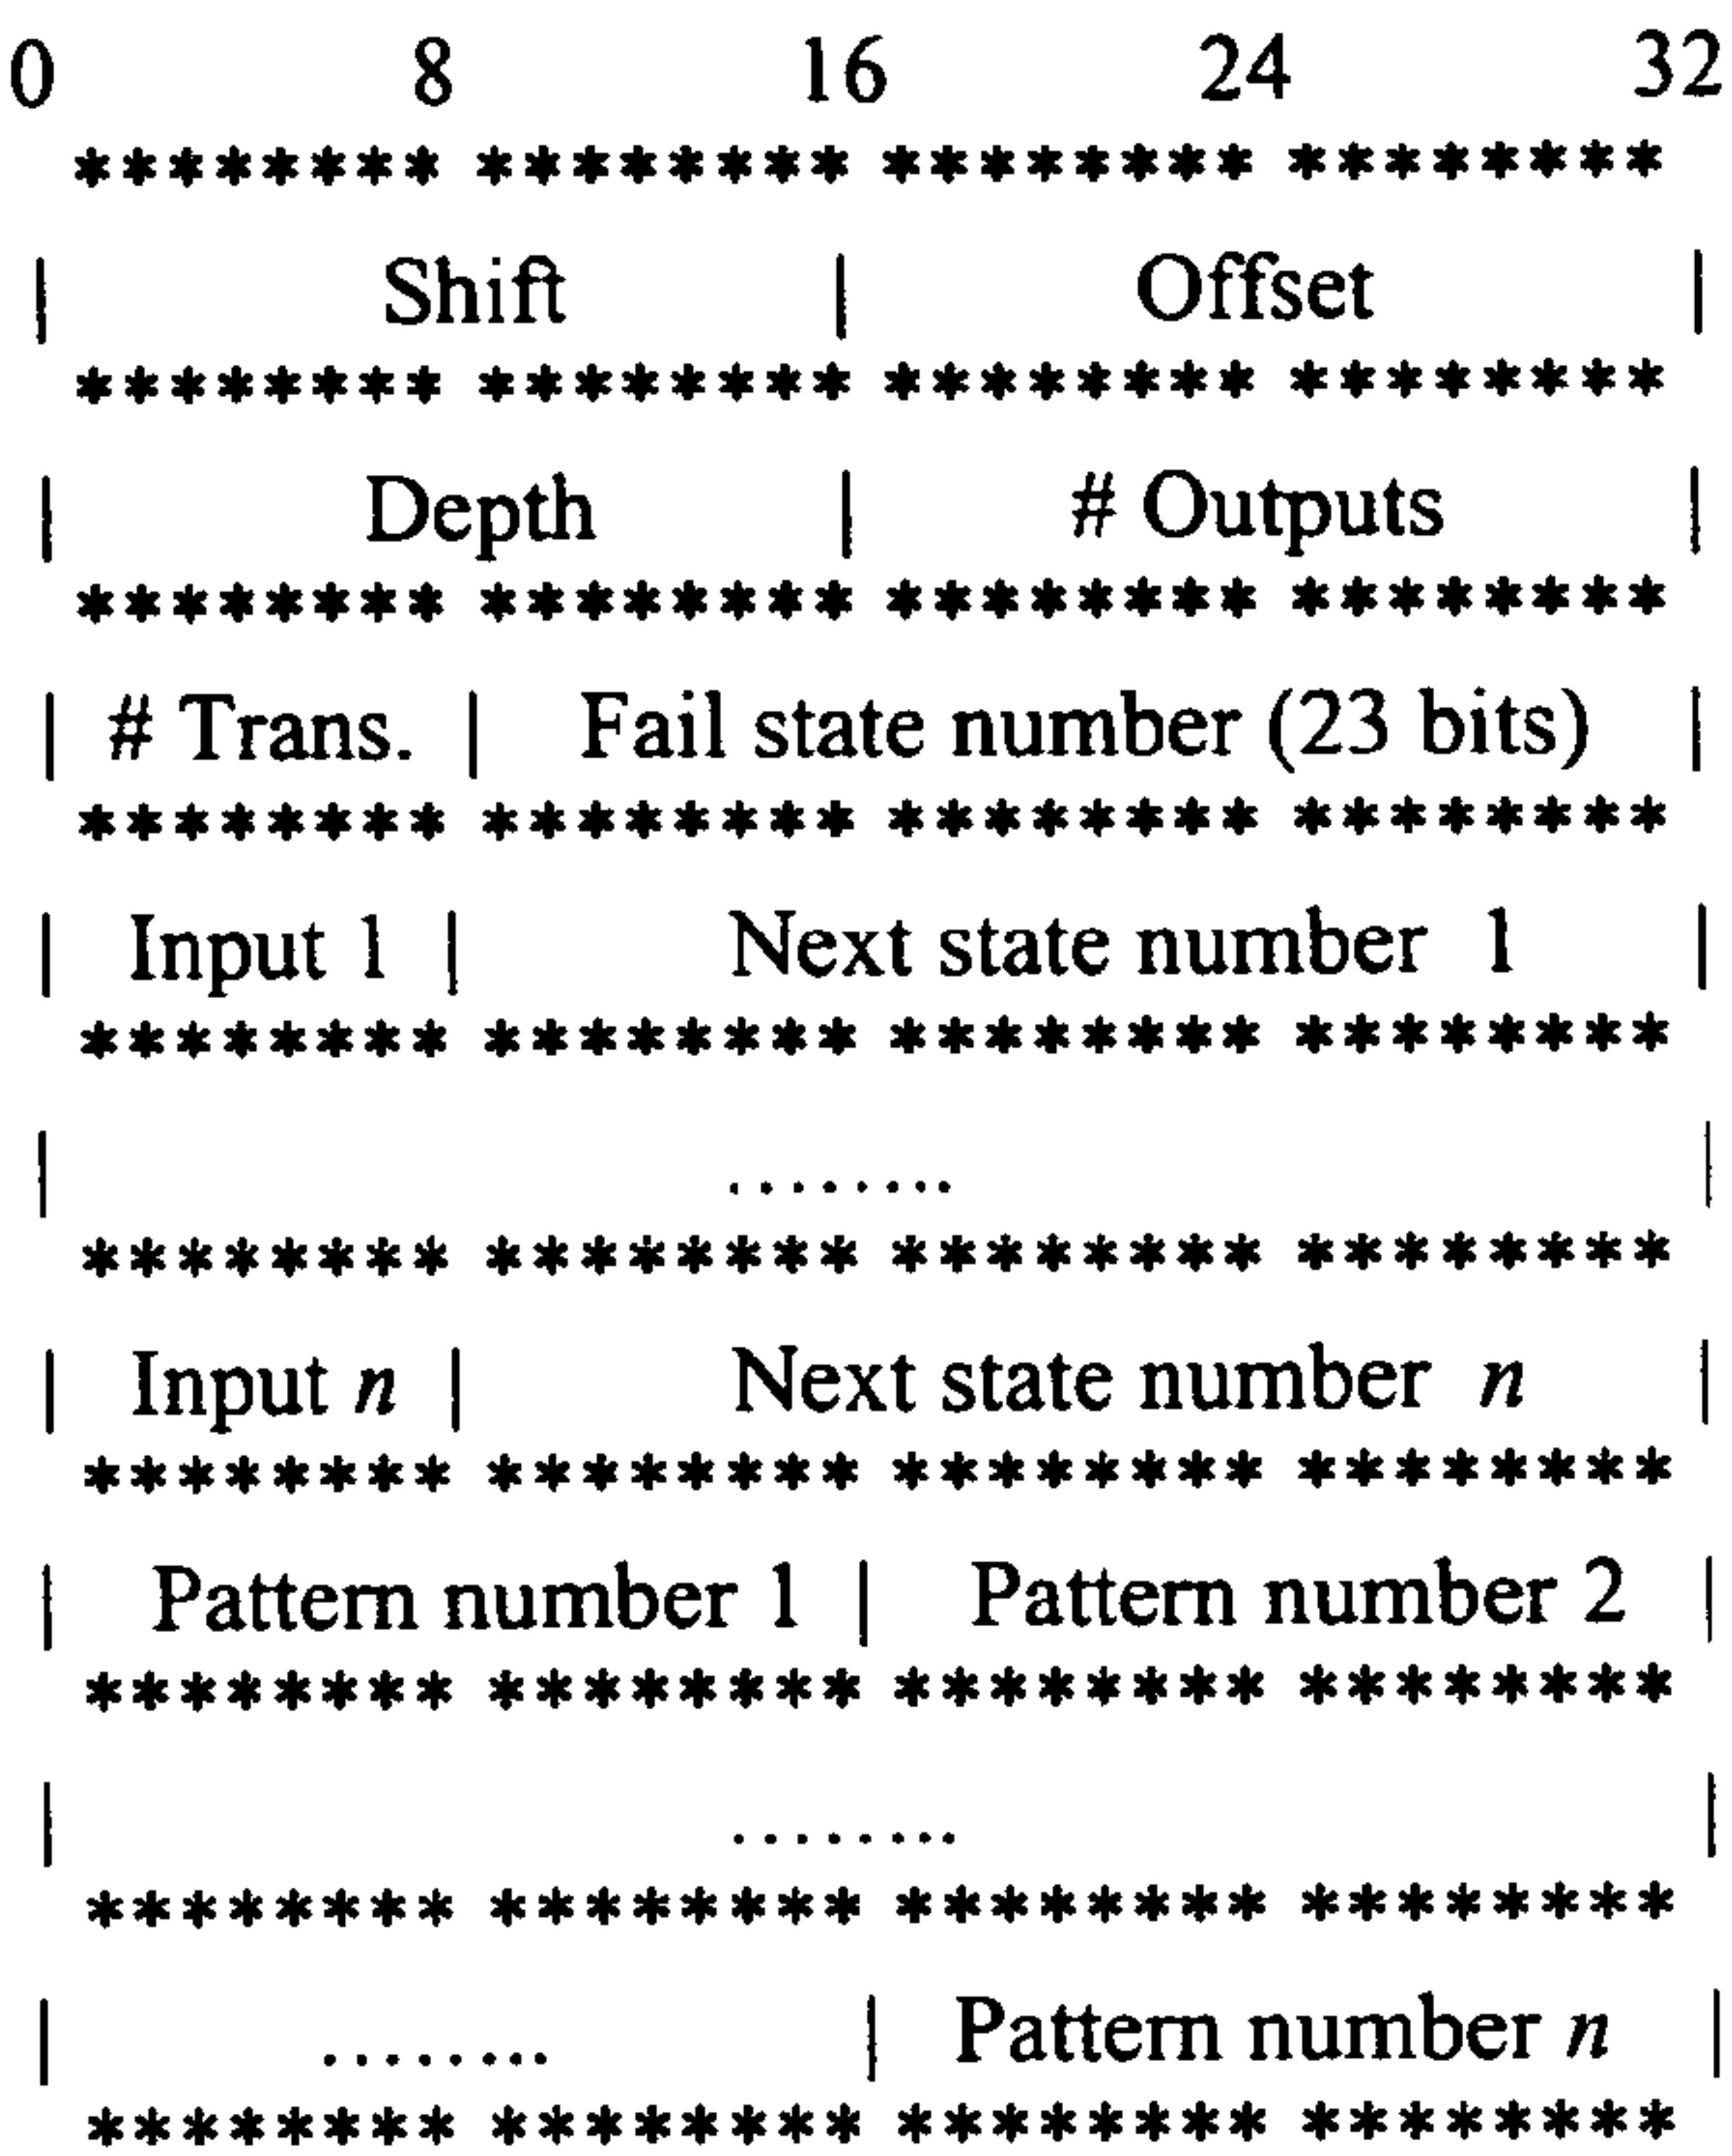 0 8 16 24 32
******** ******** ******** ********
| Shift | Offset |
******** ******** ******** ********
| Depth | # Outputs |
******** ******** ******** ********
| # Trans. | Fail state number (23 bits) |
******** ******** ******** ********
| Input 1 | Next state number 1 |
******** ******** ******** ********
| ........ |
******** ******** ******** ********
| Input n | Next state number n |
******** ******** ******** ********
| Pattern number 1 | Pattern number 2 |
******** ******** ******** ********
| ........ |
******** ******** ******** ********
| ........ | Pattern number n |
******** ******** ******** ********